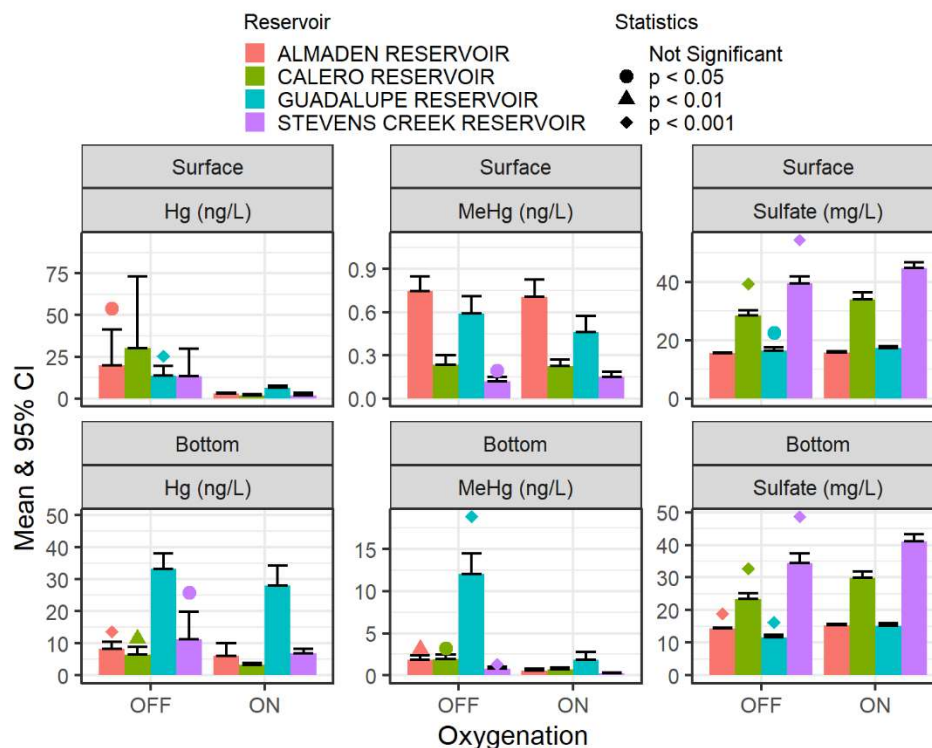 Reservoir
ALMADEN RESERVOIR
CALERO RESERVOIR
GUADALUPE RESERVOIR
STEVENS CREEK RESERVOIR
Statistics
Not Significant
p < 0.05
p < 0.01
p < 0.001
Mean & 95% CI
Surface
Hg (ng/L)
75
50
25
0
Surface
MeHg (ng/L)
0.9
0.6
0.3
0.0
Surface
Sulfate (mg/L)
40
20
0
Bottom
Hg (ng/L)
50
40
30
20
10
0
OFF ON
Bottom
MeHg (ng/L)
15
10
5
0
OFF ON
Bottom
Sulfate (mg/L)
50
40
30
20
10
0
OFF ON
Oxygenation